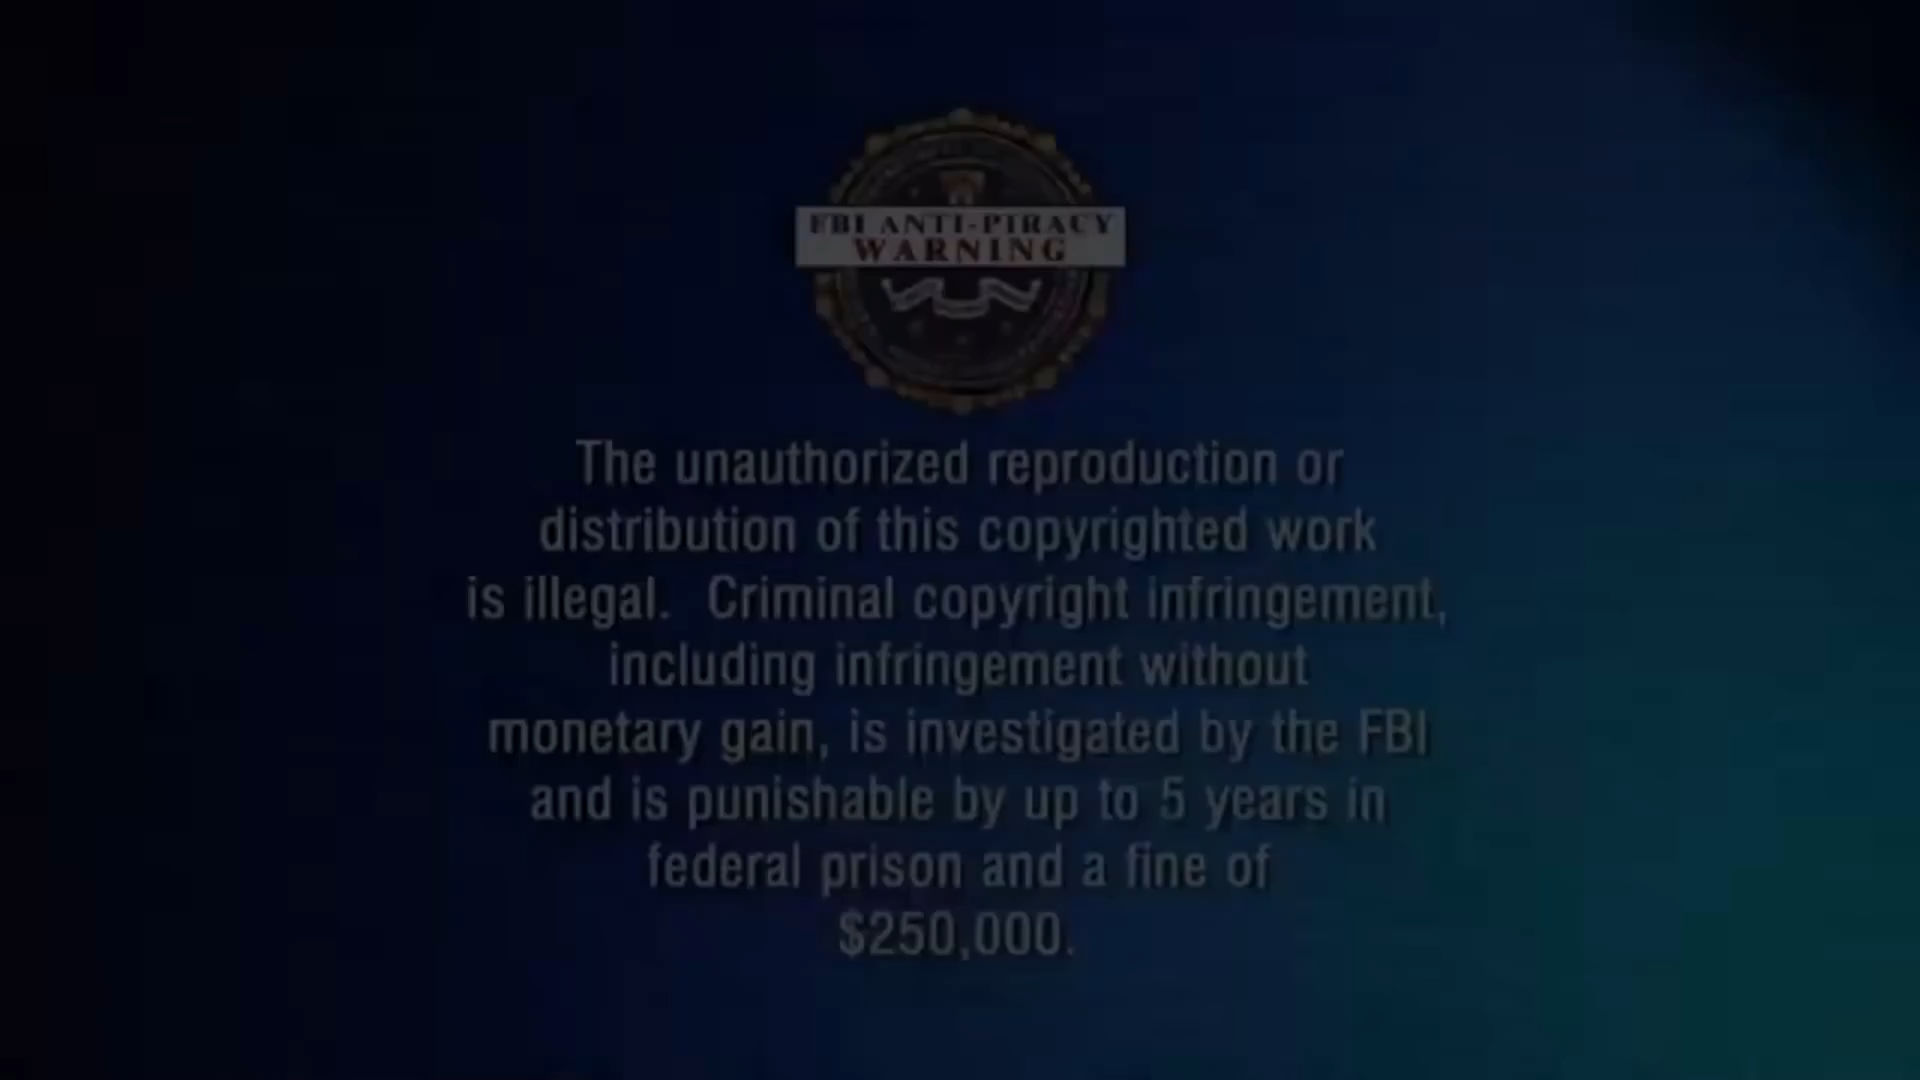 FBI ANTI-PIRACY
WARNING
The unauthorized reproduction or
distribution of this copyrighted work
is illegal.  Criminal copyright infringement,
including infringement without
monetary gain, is investigated by the FBI
and is punishable by up to 5 years in
federal prison and a fine of
$250,000.